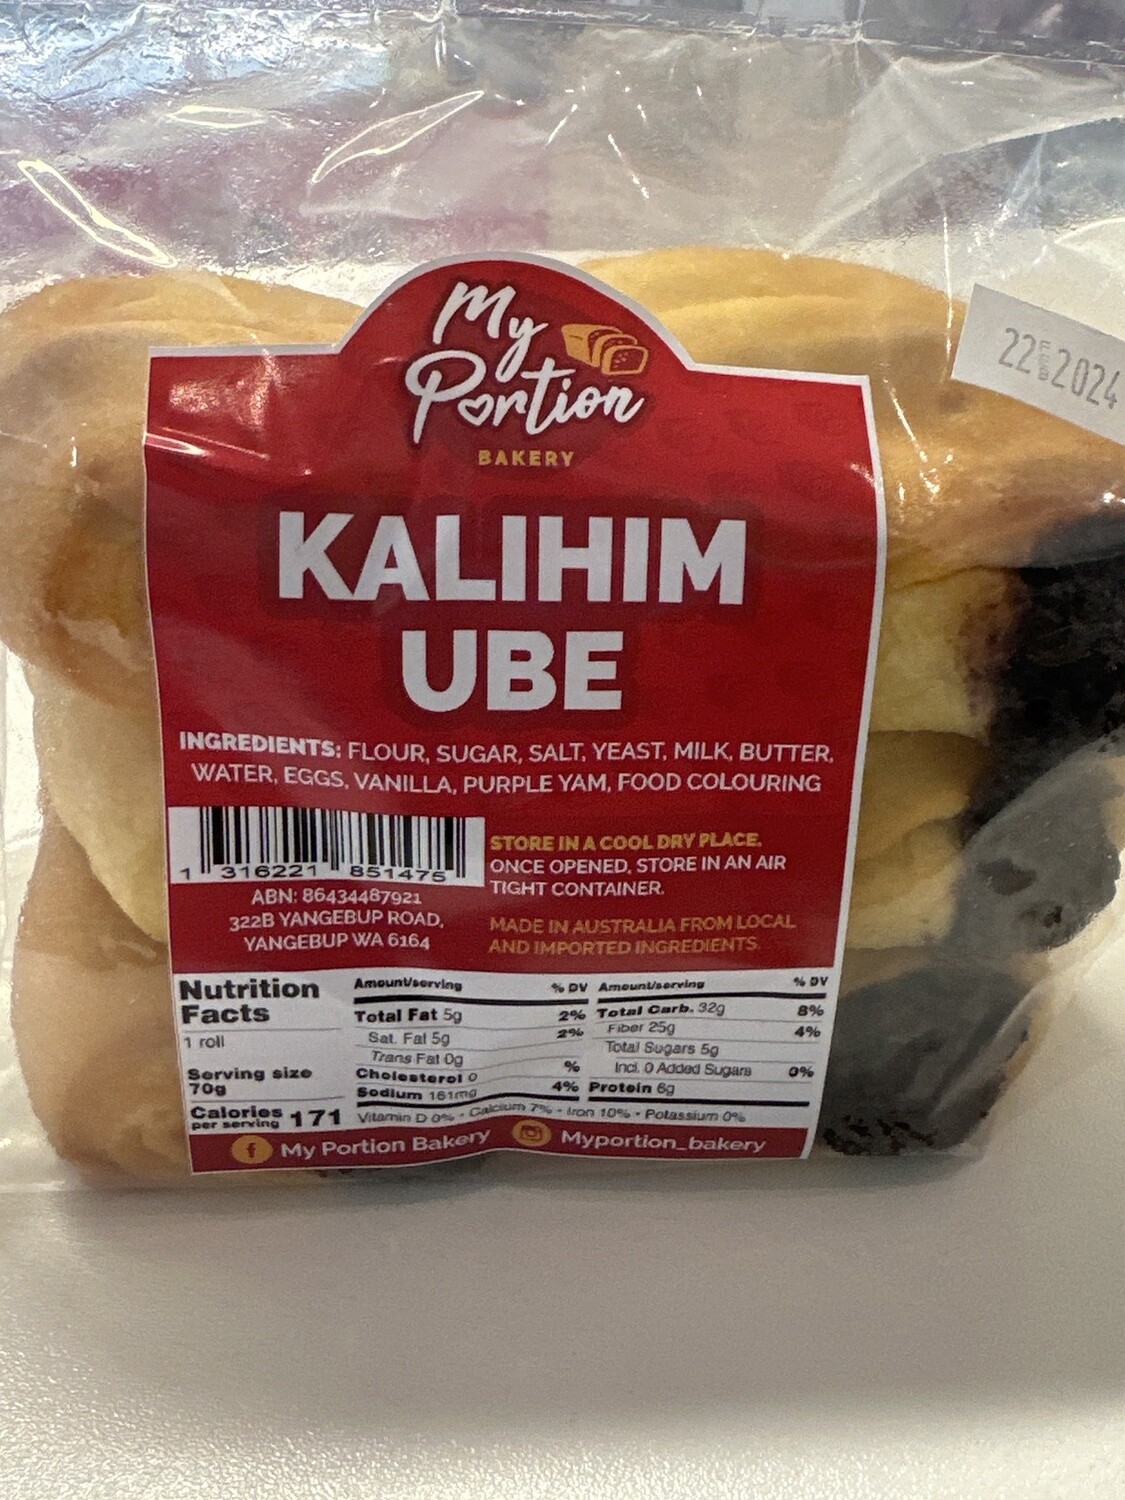 My
Portion
BAKERY
22 FEB 2024
KALIHIM
UBE
INGREDIENTS: FLOUR, SUGAR, SALT, YEAST, MILK, BUTTER,
WATER, EGGS, VANILLA, PURPLE YAM, FOOD COLOURING
1 316221 851475
ABN: 86434487921
322B YANGEBUP ROAD,
YANGEBUP WA 6164
STORE IN A COOL DRY PLACE.
ONCE OPENED, STORE IN AN AIR
TIGHT CONTAINER.
MADE IN AUSTRALIA FROM LOCAL
AND IMPORTED INGREDIENTS.
Nutrition
Facts
1 roll
Serving size
70g
Calories
per serving 171
Amount/serving % DV
Total Fat 5g 2%
Sat. Fat 5g 2%
Trans Fat 0g
Cholesterol 0 %
Sodium 161mg 4%
Amount/serving % DV
Total Carb. 32g 8%
Fiber 25g 4%
Total Sugars 5g
Incl. 0 Added Sugars 0%
Protein 6g
Vitamin D 0% • Calcium 7% • Iron 10% • Potassium 0%
f My Portion Bakery Myportion_bakery